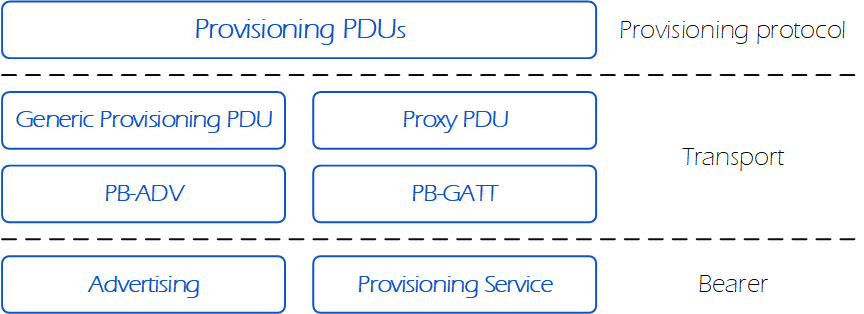 Provisioning PDUs
Provisioning protocol
Generic Provisioning PDU
Proxy PDU
Transport
PB-ADV
PB-GATT
Advertising
Provisioning Service
Bearer